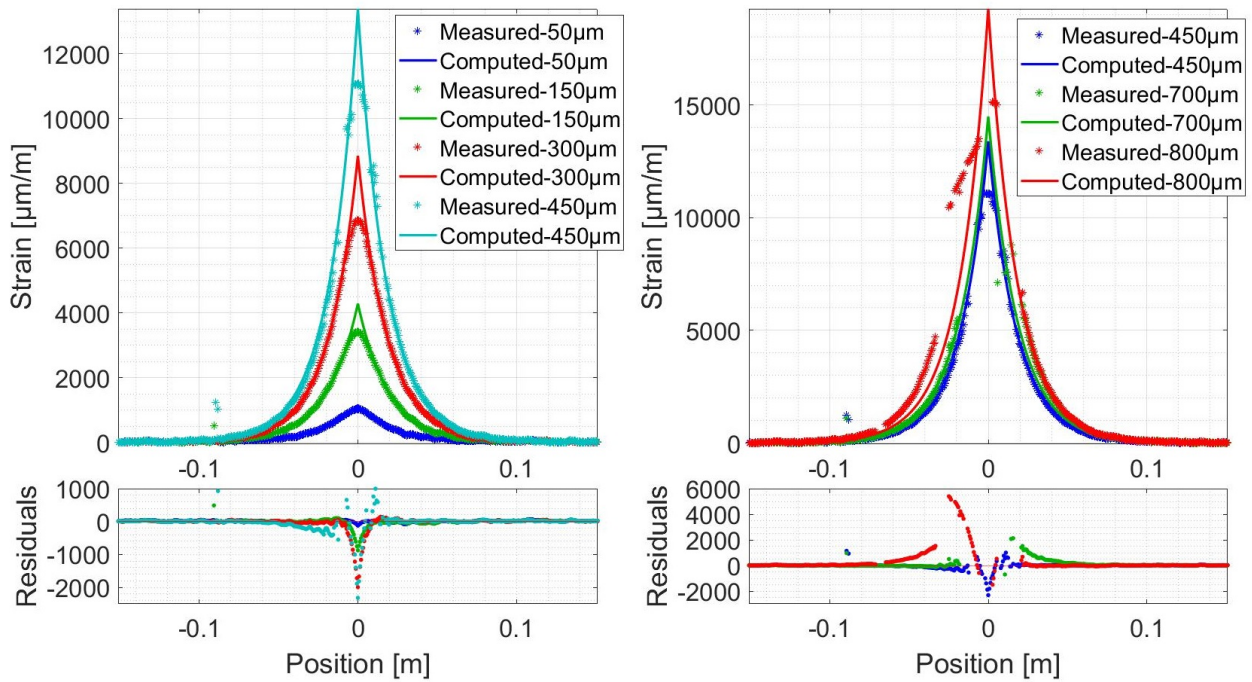 12000
10000
8000
6000
4000
2000
0
Strain [µm/m]
-0.1
0
0.1
Measured-50µm
Computed-50µm
Measured-150µm
Computed-150µm
Measured-300µm
Computed-300µm
Measured-450µm
Computed-450µm
1000
0
-1000
-2000
Residuals
-0.1
0
0.1
Position [m]
15000
10000
5000
0
Strain [µm/m]
-0.1
0
0.1
Measured-450µm
Computed-450µm
Measured-700µm
Computed-700µm
Measured-800µm
Computed-800µm
6000
4000
2000
0
-2000
Residuals
-0.1
0
0.1
Position [m]